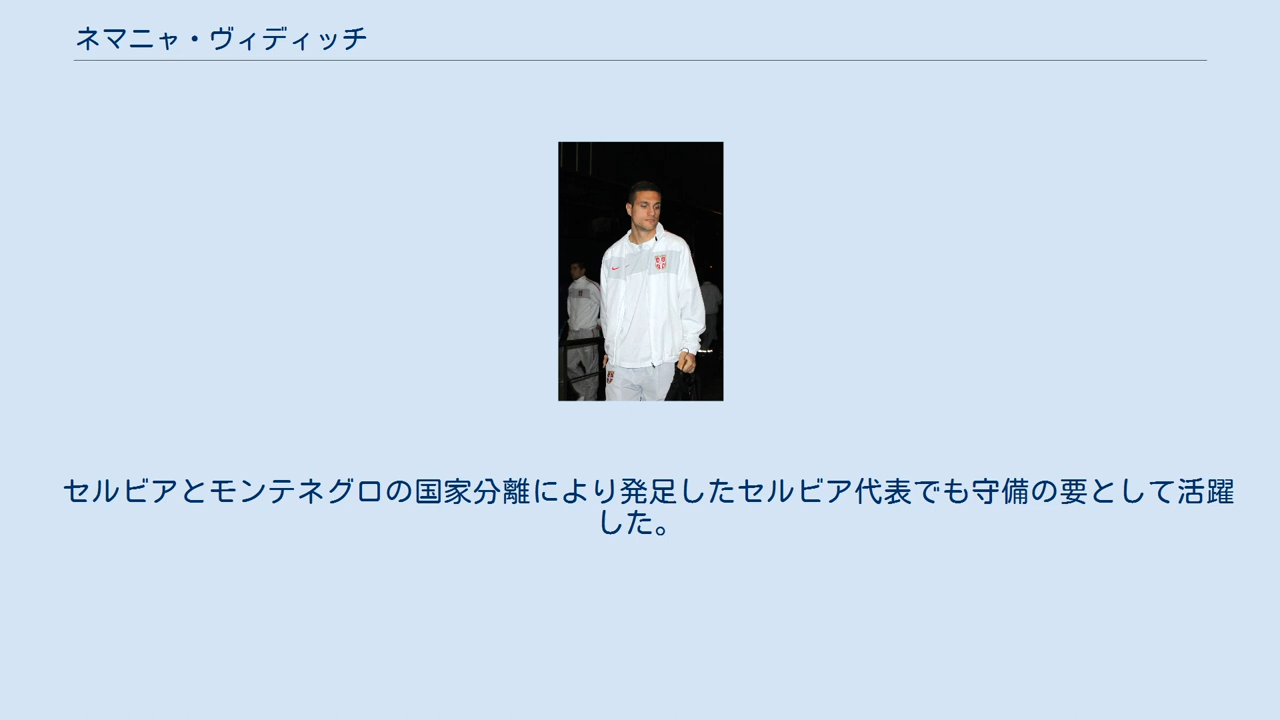 ネマニャ・ヴィディッチ
セルビアとモンテネグロの国家分離により発足したセルビア代表でも守備の要として活躍
した。